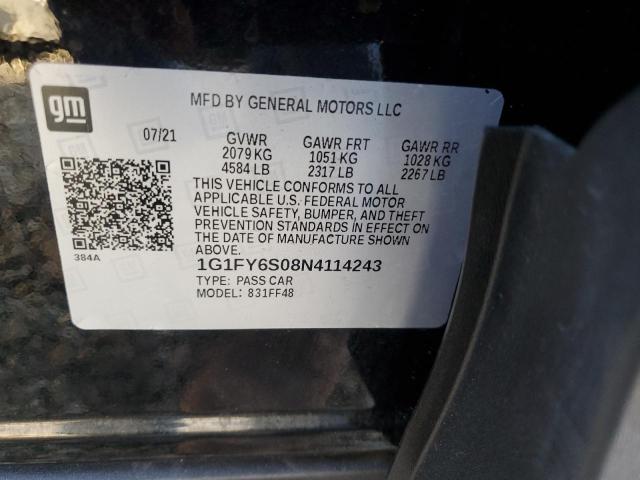 gm
MFD BY GENERAL MOTORS LLC
07/21 GVWR GAWR FRT GAWR RR
2079 KG 1051 KG 1028 KG
4584 LB 2317 LB 2267 LB
THIS VEHICLE CONFORMS TO ALL
APPLICABLE U.S. FEDERAL MOTOR
VEHICLE SAFETY, BUMPER, AND THEFT
PREVENTION STANDARDS IN EFFECT ON
THE DATE OF MANUFACTURE SHOWN
ABOVE.
384A
1G1FY6S08N4114243
TYPE: PASS CAR
MODEL: 831FF48